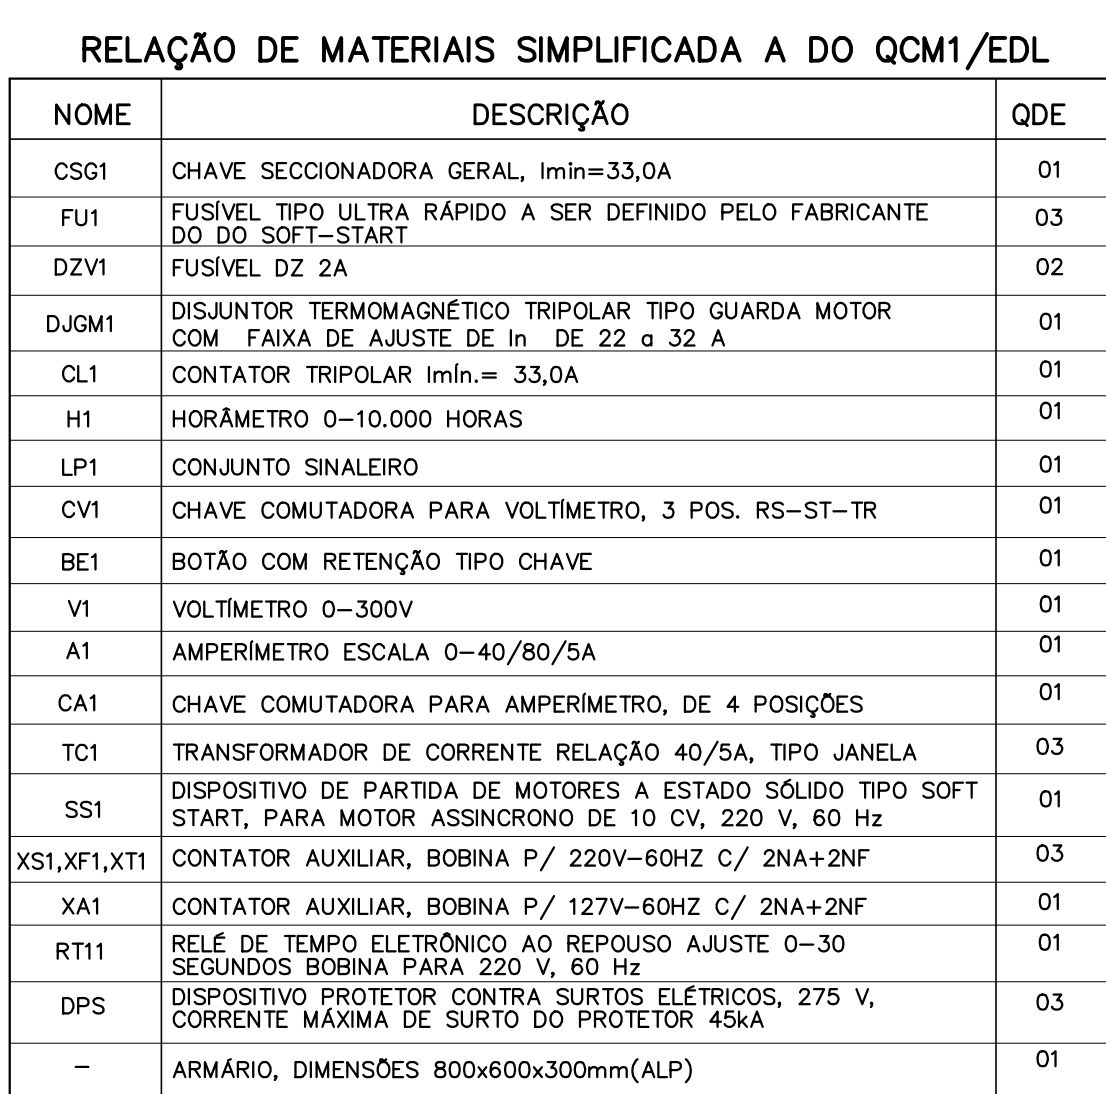 RELAÇÃO DE MATERIAIS SIMPLIFICADA A DO QCM1/EDL
NOME DESCRIÇÃO QDE
CSG1 CHAVE SECCIONADORA GERAL, Imin=33,0A 01
FU1 FUSÍVEL TIPO ULTRA RÁPIDO A SER DEFINIDO PELO FABRICANTE 03
DO DO SOFT-START
DZV1 FUSÍVEL DZ 2A 02
DJGM1 DISJUNTOR TERMOMAGNÉTICO TRIPOLAR TIPO GUARDA MOTOR 01
COM FAIXA DE AJUSTE DE In DE 22 a 32 A
CL1 CONTATOR TRIPOLAR Imín.= 33,0A 01
H1 HORÂMETRO 0-10.000 HORAS 01
LP1 CONJUNTO SINALEIRO 01
CV1 CHAVE COMUTADORA PARA VOLTÍMETRO, 3 POS. RS-ST-TR 01
BE1 BOTÃO COM RETENÇÃO TIPO CHAVE 01
V1 VOLTÍMETRO 0-300V 01
A1 AMPERÍMETRO ESCALA 0-40/80/5A 01
CA1 CHAVE COMUTADORA PARA AMPERÍMETRO, DE 4 POSIÇÕES 01
TC1 TRANSFORMADOR DE CORRENTE RELAÇÃO 40/5A, TIPO JANELA 03
SS1 DISPOSITIVO DE PARTIDA DE MOTORES A ESTADO SÓLIDO TIPO SOFT 01
START, PARA MOTOR ASSINCRONO DE 10 CV, 220 V, 60 Hz
XS1,XF1,XT1 CONTATOR AUXILIAR, BOBINA P/ 220V-60HZ C/ 2NA+2NF 03
XA1 CONTATOR AUXILIAR, BOBINA P/ 127V-60HZ C/ 2NA+2NF 01
RT11 RELÉ DE TEMPO ELETRÔNICO AO REPOUSO AJUSTE 0-30 01
SEGUNDOS BOBINA PARA 220 V, 60 Hz
DPS DISPOSITIVO PROTETOR CONTRA SURTOS ELÉTRICOS, 275 V, 03
CORRENTE MÁXIMA DE SURTO DO PROTETOR 45kA
- ARMÁRIO, DIMENSÕES 800x600x300mm(ALP) 01